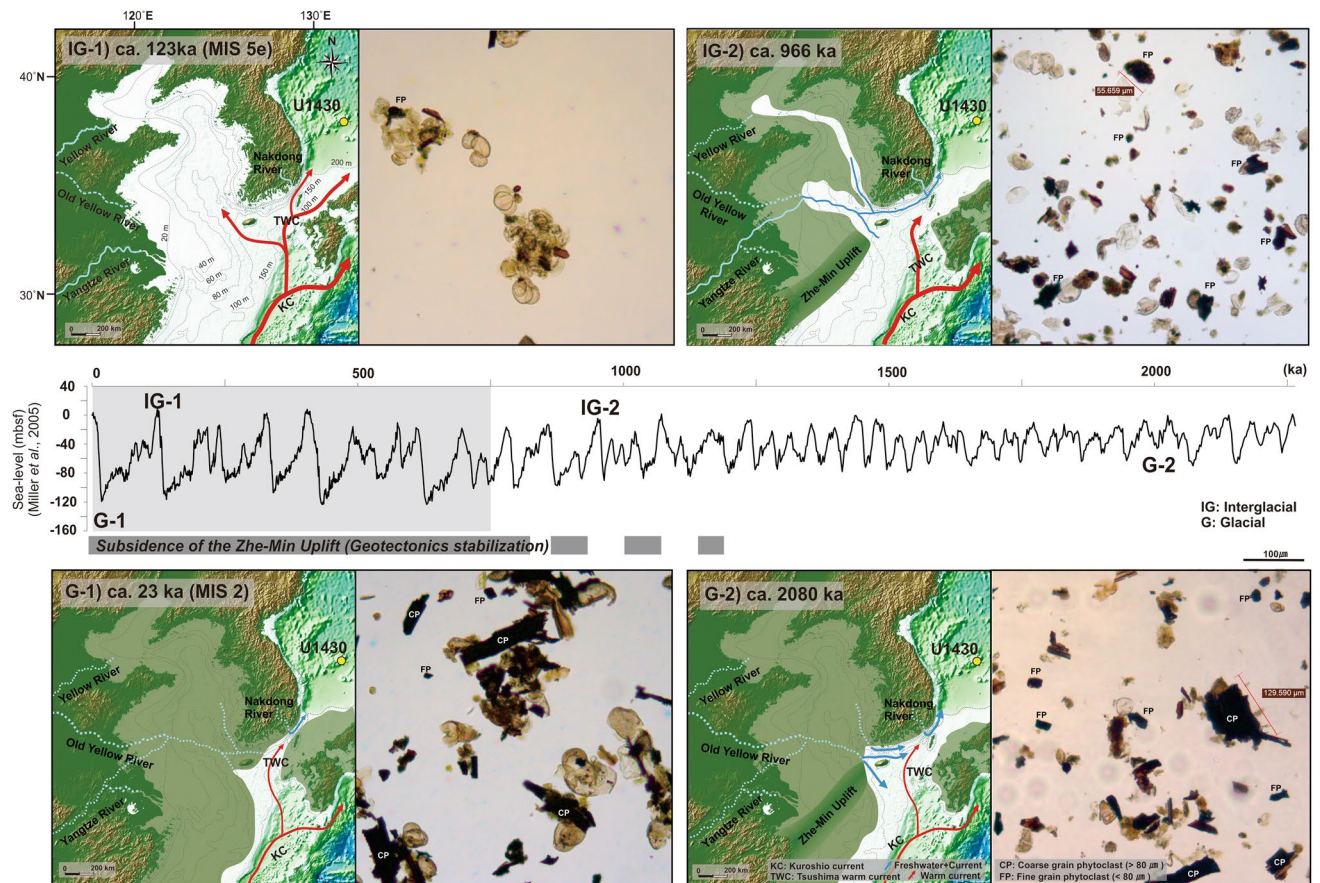 120°E
130°E
40°N
30°N
IG-1) ca. 123ka (MIS 5e)
N
U1430
Yellow River
Nakdong
River
200 m
150 m
100 m
Old Yellow River
TWC
20 m
40 m
60 m
80 m
100 m
150 m
Yangtze River
KC
0 200 km
FP
IG-2) ca. 966 ka
U1430
Yellow River
Nakdong
River
Old Yellow
River
Yangtze River
Zhe-Min Uplift
TWC
KC
0 200 km
FP
55.659 µm
FP
FP
FP
FP
FP
0
500
1000
1500
2000
(ka)
Sea-level (mbsf)
(Miller et al., 2005)
40
0
-40
-80
-120
-160
IG-1
IG-2
G-1
G-2
IG: Interglacial
G: Glacial
Subsidence of the Zhe-Min Uplift (Geotectonics stabilization)
100㎛
G-1) ca. 23 ka (MIS 2)
U1430
Yellow River
Nakdong
River
Old Yellow River
TWC
Yangtze River
KC
0 200 km
CP
FP
CP
FP
CP
CP
G-2) ca. 2080 ka
U1430
Yellow River
Nakdong
River
Old Yellow River
TWC
Yangtze River
Zhe-Min Uplift
KC
0 200 km
KC: Kuroshio current
Freshwater+Current
TWC: Tsushima warm current
Warm current
FP
FP
129.590 µm
CP
FP
FP
FP
CP
CP
CP: Coarse grain phytoclast (> 80 ㎛)
FP: Fine grain phytoclast (< 80 ㎛)